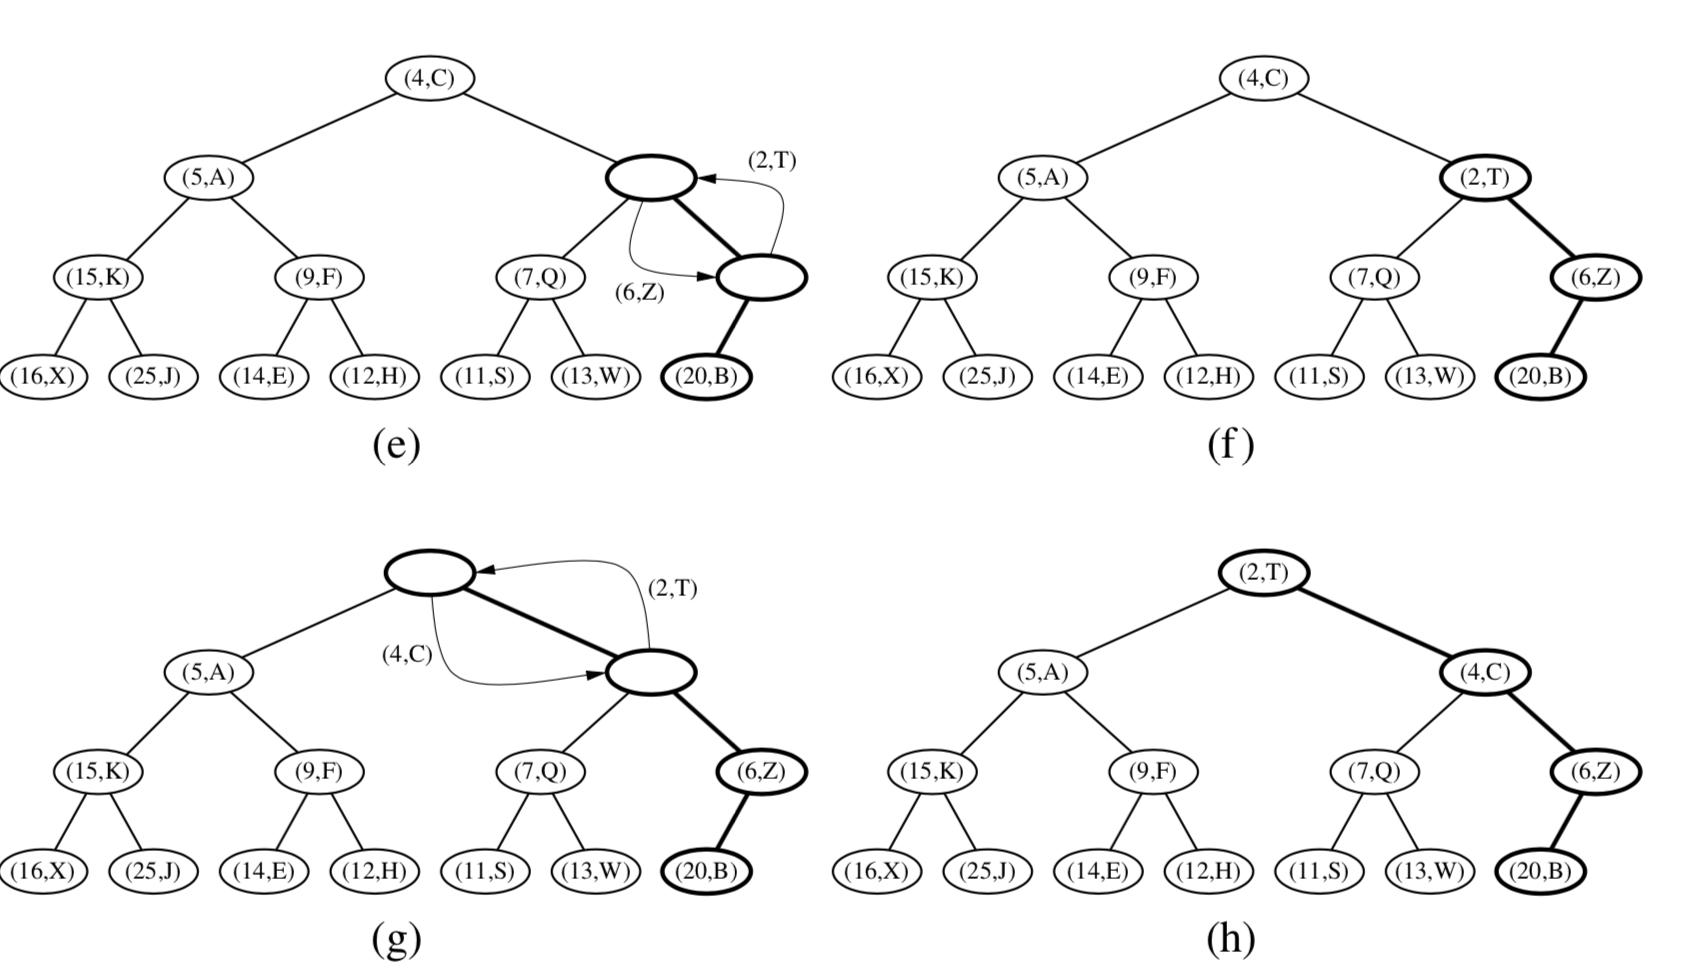 (4,C) (4,C)
(2,T)
(5,A) (5,A) (2,T)
(15,K) (9,F) (7,Q) (15,K) (9,F) (7,Q) (6,Z)
(6,Z)
(16,X) (25,J) (14,E) (12,H) (11,S) (13,W) (20,B) (16,X) (25,J) (14,E) (12,H) (11,S) (13,W) (20,B)
(e) (f)
(2,T)
(2,T)
(4,C)
(5,A) (5,A) (4,C)
(15,K) (9,F) (7,Q) (6,Z) (15,K) (9,F) (7,Q) (6,Z)
(16,X) (25,J) (14,E) (12,H) (11,S) (13,W) (20,B) (16,X) (25,J) (14,E) (12,H) (11,S) (13,W) (20,B)
(g) (h)